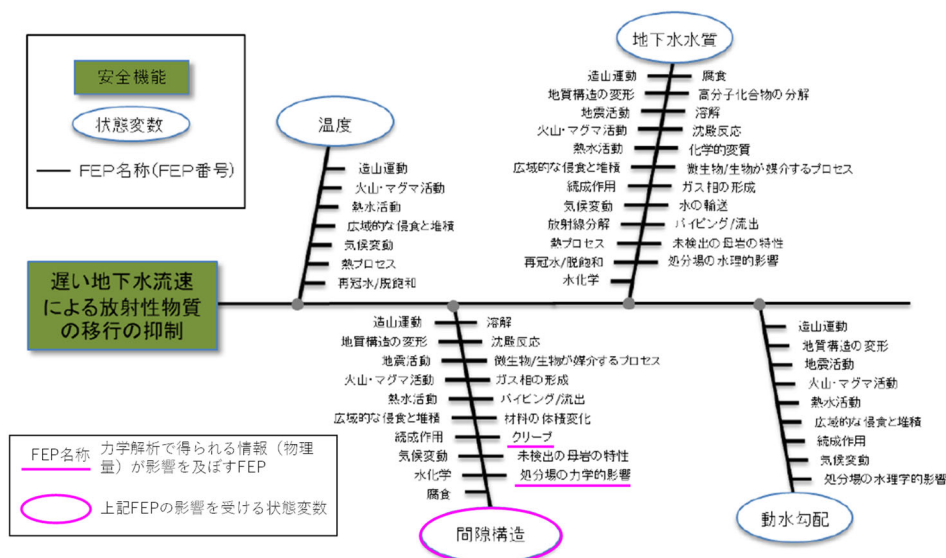 安全機能
状態変数
FEP名称(FEP番号)
温度
造山運動
火山・マグマ活動
熱水活動
広域的な侵食と堆積
気候変動
熱プロセス
再冠水/脱飽和
地下水水質
造山運動
地質構造の変形
地震活動
火山・マグマ活動
熱水活動
広域的な侵食と堆積
続成作用
気候変動
放射線分解
熱プロセス
再冠水/脱飽和
水化学
腐食
高分子化合物の分解
溶解
沈殿反応
化学的変質
微生物/生物が媒介するプロセス
ガス相の形成
水の輸送
パイピング/流出
未検出の母岩の特性
処分場の水理的影響
遅い地下水流速
による放射性物質
の移行の抑制
造山運動
地質構造の変形
地震活動
火山・マグマ活動
熱水活動
広域的な侵食と堆積
続成作用
気候変動
水化学
腐食
溶解
沈殿反応
微生物/生物が媒介するプロセス
ガス相の形成
パイピング/流出
材料の体積変化
クリープ
未検出の母岩の特性
処分場の力学的影響
間隙構造
造山運動
地質構造の変形
地震活動
火山・マグマ活動
熱水活動
広域的な侵食と堆積
続成作用
気候変動
処分場の水理学的影響
動水勾配
FEP名称
力学解析で得られる情報（物理
量）が影響を及ぼすFEP
上記FEPの影響を受ける状態変数